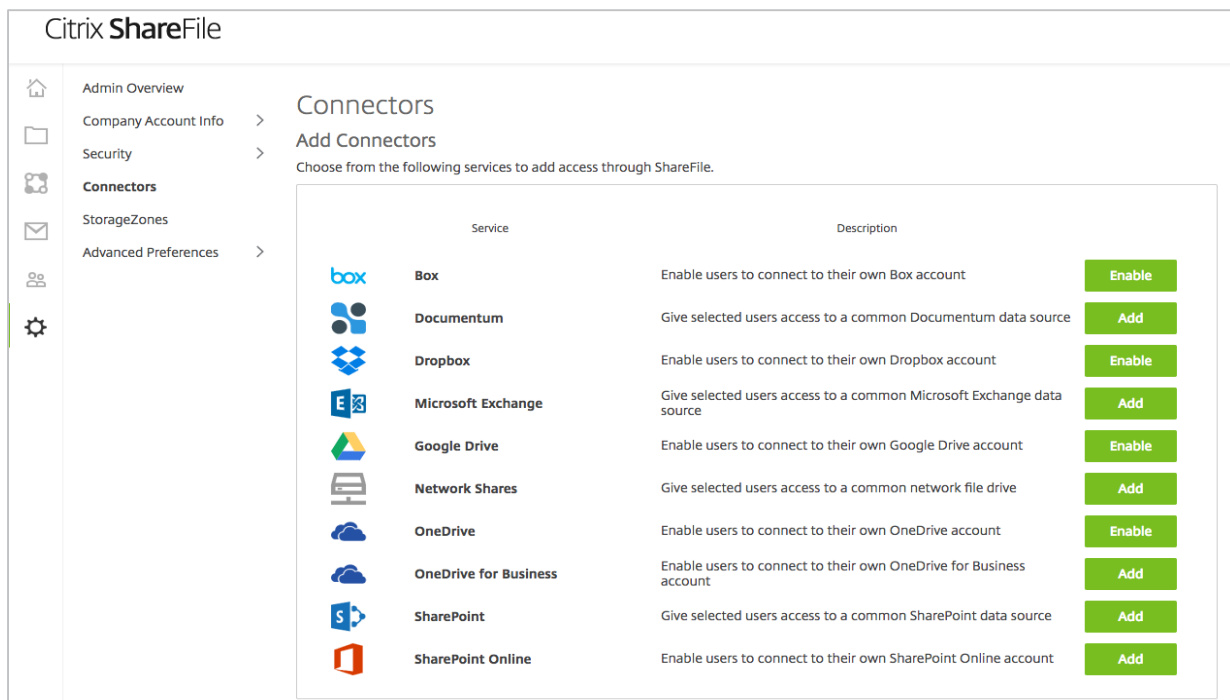 Citrix ShareFile
Admin Overview
Company Account Info
Security
Connectors
StorageZones
Advanced Preferences
Connectors
Add Connectors
Choose from the following services to add access through ShareFile.
Service Description
box Box Enable users to connect to their own Box account Enable
Documentum Give selected users access to a common Documentum data source Add
Dropbox Enable users to connect to their own Dropbox account Enable
E Microsoft Exchange Give selected users access to a common Microsoft Exchange data
source Add
Google Drive Enable users to connect to their own Google Drive account Enable
Network Shares Give selected users access to a common network file drive Add
OneDrive Enable users to connect to their own OneDrive account Enable
OneDrive for Business Enable users to connect to their own OneDrive for Business
account Add
S SharePoint Give selected users access to a common SharePoint data source Add
SharePoint Online Enable users to connect to their own SharePoint Online account Add